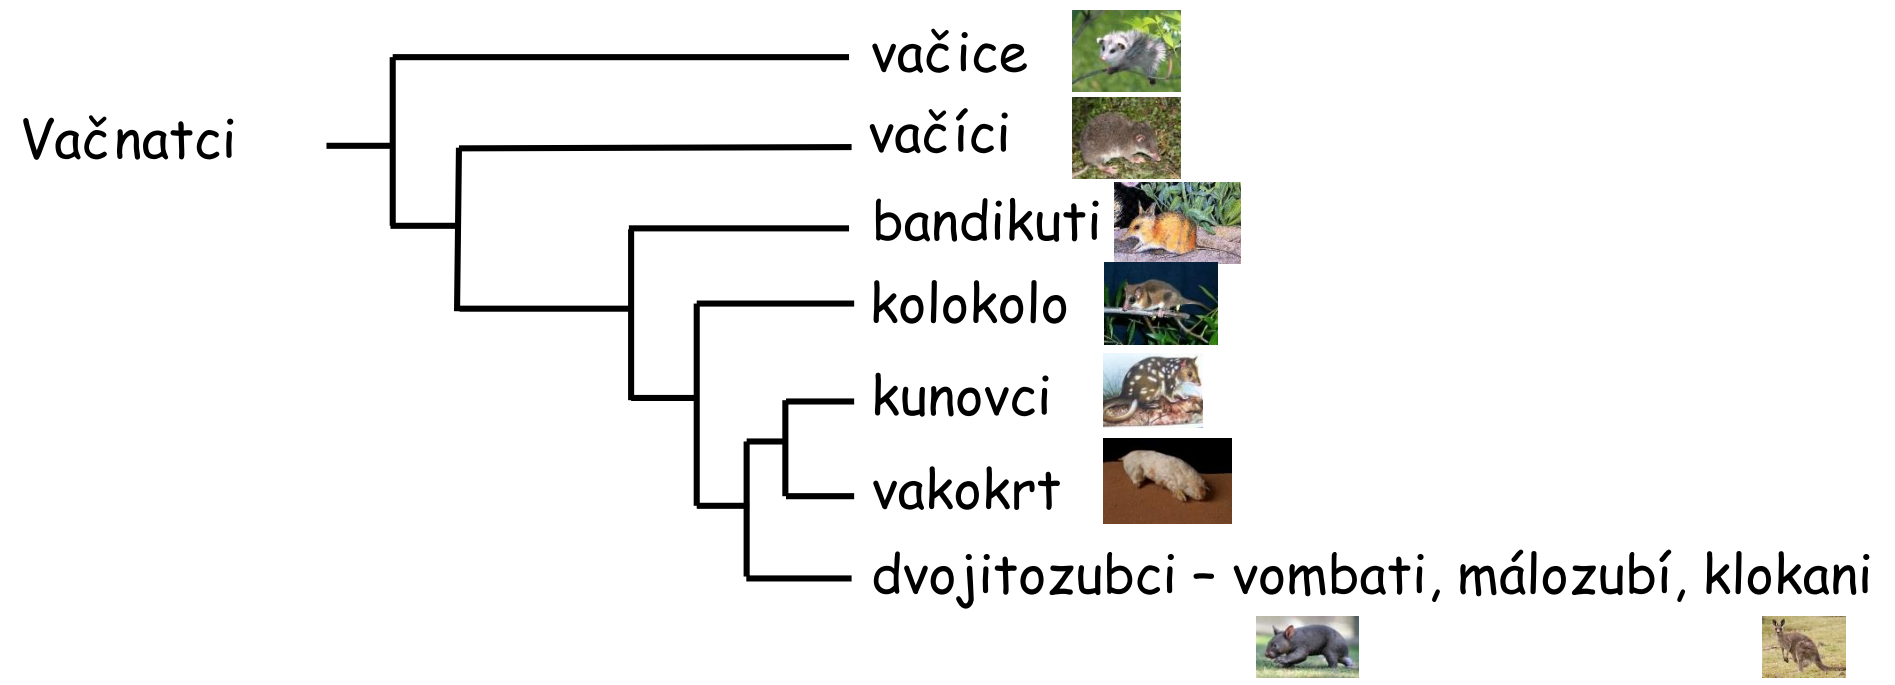 vačice
Vačnatci
vačíci
bandikuti
kolokolo
kunovci
vakokrt
dvojitozubci – vombati, málozubí, klokani